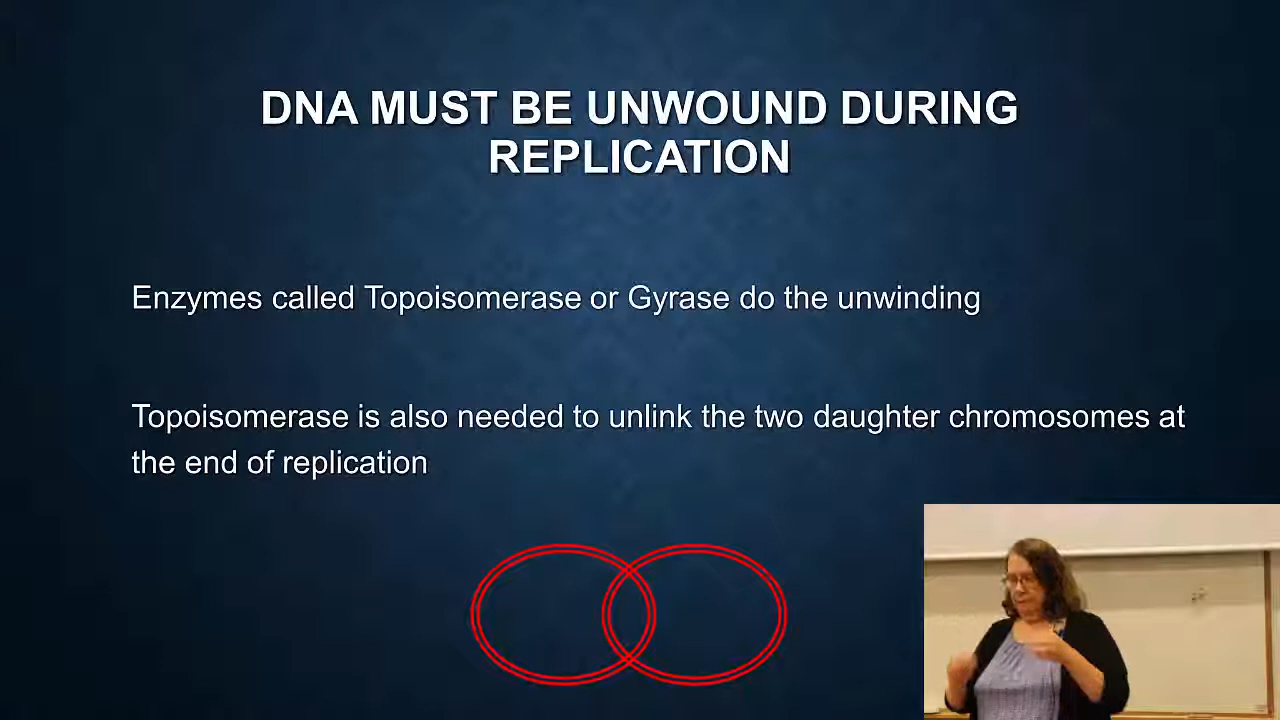 DNA MUST BE UNWOUND DURING
REPLICATION
Enzymes called Topoisomerase or Gyrase do the unwinding
Topoisomerase is also needed to unlink the two daughter chromosomes at
the end of replication